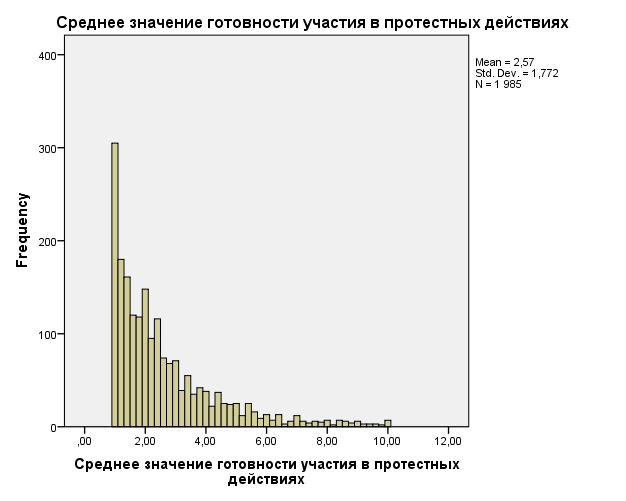 Среднее значение готовности участия в протестных действиях
Mean = 2,57
Std. Dev. = 1,772
N = 1 985
Frequency
400
300
200
100
0
,00 2,00 4,00 6,00 8,00 10,00 12,00
Среднее значение готовности участия в протестных
действиях